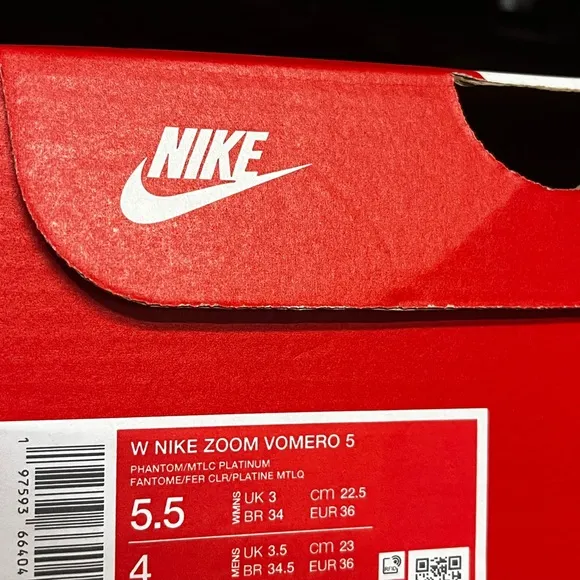 NIKE
W NIKE ZOOM VOMERO 5
PHANTOM/MTLC PLATINUM
FANTOME/FER CLR/PLATINE MTLQ
5.5 WMNS UK 3 cm 22.5
BR 34 EUR 36
4 MENS UK 3.5 cm 23
BR 34.5 EUR 36
RFID
1 97593 66404